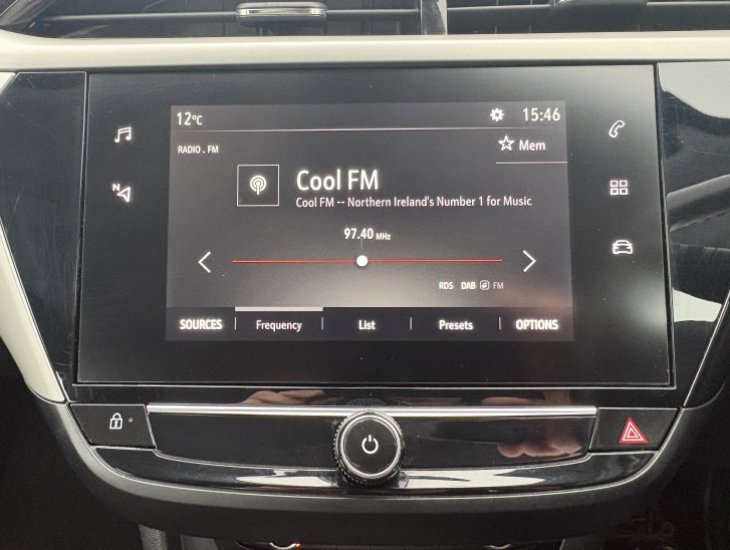 12°C
15:46
RADIO . FM
Mem
Cool FM
Cool FM -- Northern Ireland's Number 1 for Music
97.40 MHz
RDS DAB FM
SOURCES Frequency List Presets OPTIONS
N